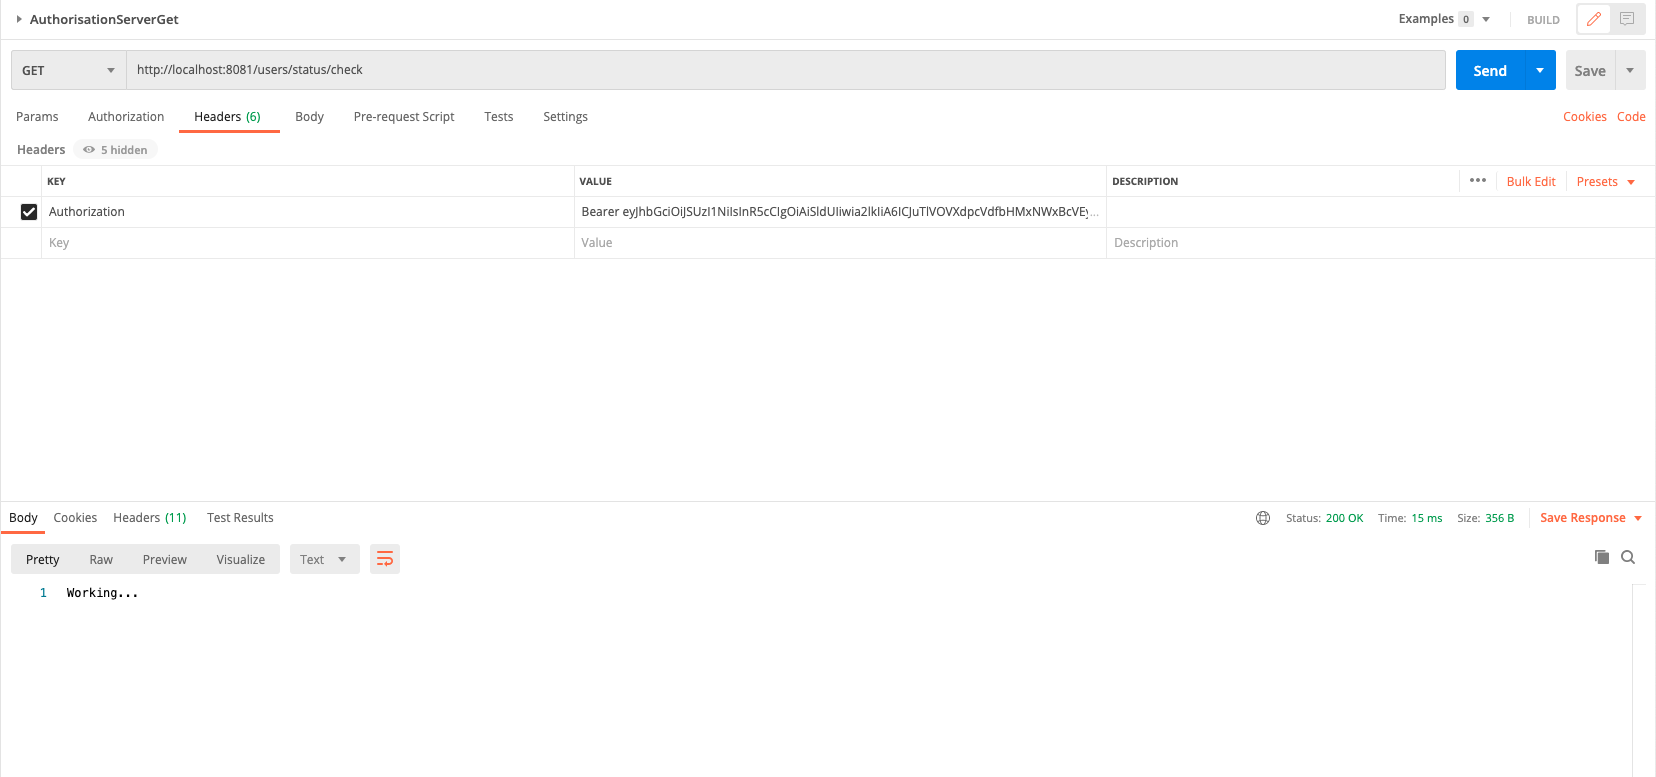 AuthorisationServerGet
Examples 0
BUILD
GET
http://localhost:8081/users/status/check
Send
Save
Params Authorization Headers (6) Body Pre-request Script Tests Settings
Cookies Code
Headers 5 hidden
KEY VALUE DESCRIPTION ••• Bulk Edit Presets
Authorization Bearer
Key Value Description
Body Cookies Headers (11) Test Results
Status: 200 OK Time: 15 ms Size: 356 B Save Response
Pretty Raw Preview Visualize Text
1 Working...